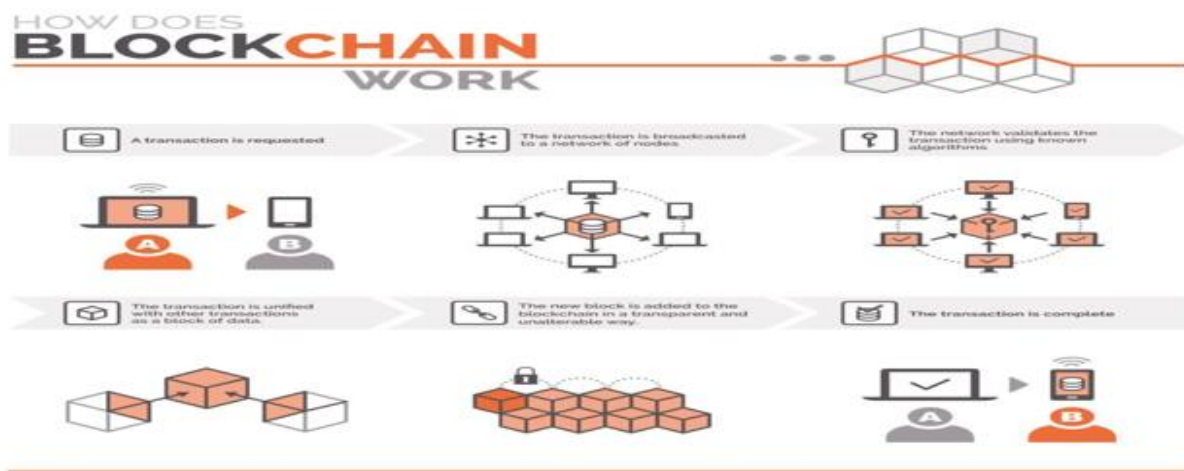 HOW DOES
BLOCKCHAIN
WORK
A transaction is requested
The transaction is broadcasted
to a network of nodes
The network validates the
transaction using known
algorithms
A
B
The transaction is unified
with other transactions
as a block of data
The new block is added to the
blockchain in a transparent and
unalterable way.
The transaction is complete
A
B